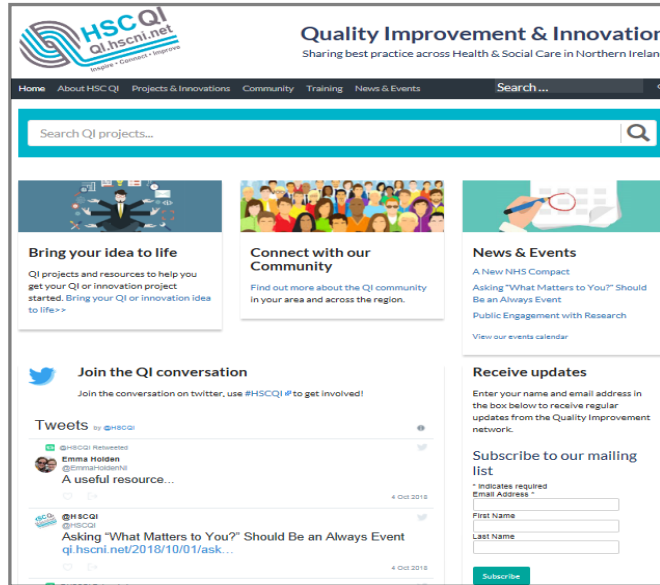 HSCQI
qi.hscni.net
Inspire • Connect • Improve
Quality Improvement & Innovation
Sharing best practice across Health & Social Care in Northern Irelan
Home About HSC QI Projects & Innovations Community Training News & Events Search ...
Search QI projects...
Bring your idea to life
QI projects and resources to help you
get your QI or innovation project
started. Bring your QI or innovation idea
to life>>
Connect with our
Community
Find out more about the QI community
in your area and across the region.
News & Events
A New NHS Compact
Asking "What Matters to You?" Should
Be an Always Event
Public Engagement with Research
View our events calendar
Join the QI conversation
Join the conversation on twitter, use #HSCQI to get involved!
Tweets by @HSCQI
@HSCQI Retweeted
Emma Holden
@EmmaHoldenNI
A useful resource...
4 Oct 2018
HSCQI
@HSCQI
@HSCQI
Asking "What Matters to You?" Should Be an Always Event
qi.hscni.net/2018/10/01/ask…
4 Oct 2018
Receive updates
Enter your name and email address in
the box below to receive regular
updates from the Quality Improvement
network.
Subscribe to our mailing
list
* indicates required
Email Address *
First Name
Last Name
Subscribe